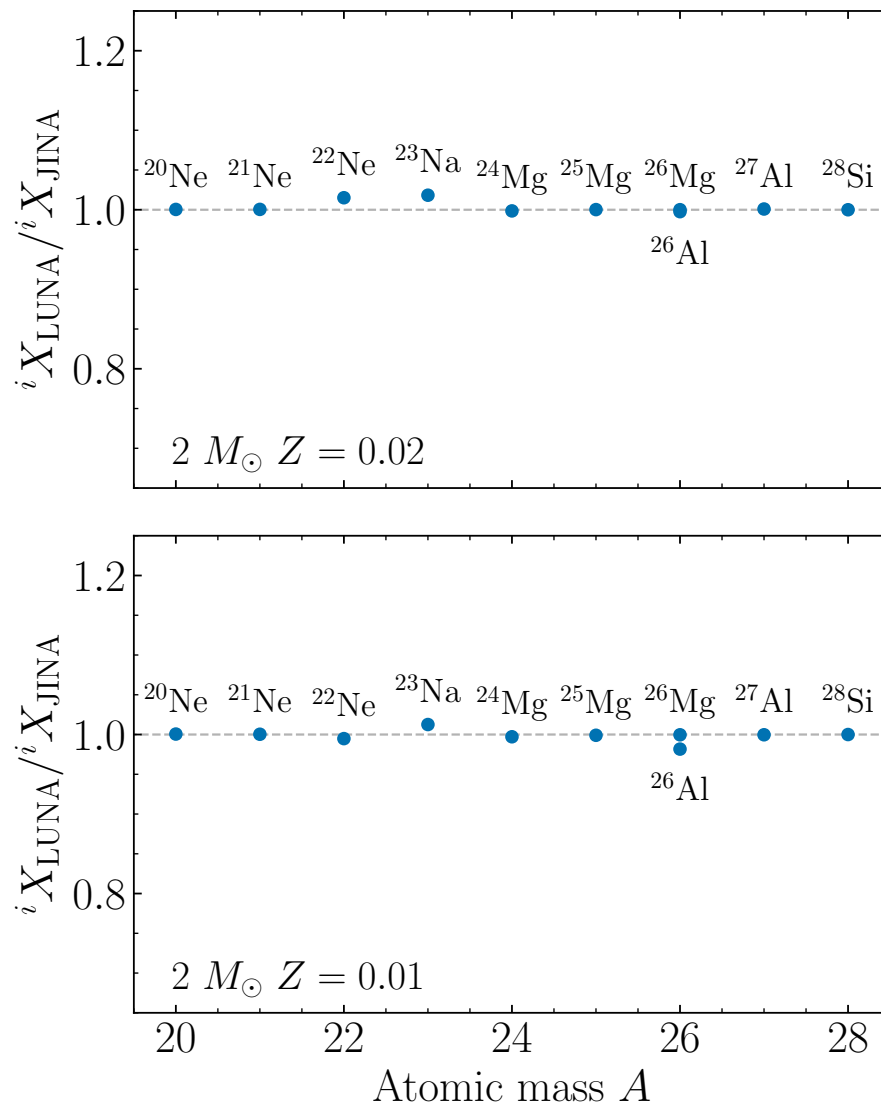 1.2
1.0
0.8
ⁱX_LUNA/ⁱX_JINA
²⁰Ne ²¹Ne ²²Ne ²³Na ²⁴Mg ²⁵Mg ²⁶Mg ²⁷Al ²⁸Si
²⁶Al
2 M⊙ Z = 0.02
1.2
1.0
0.8
ⁱX_LUNA/ⁱX_JINA
²⁰Ne ²¹Ne ²²Ne ²³Na ²⁴Mg ²⁵Mg ²⁶Mg ²⁷Al ²⁸Si
²⁶Al
2 M⊙ Z = 0.01
20 22 24 26 28
Atomic mass A